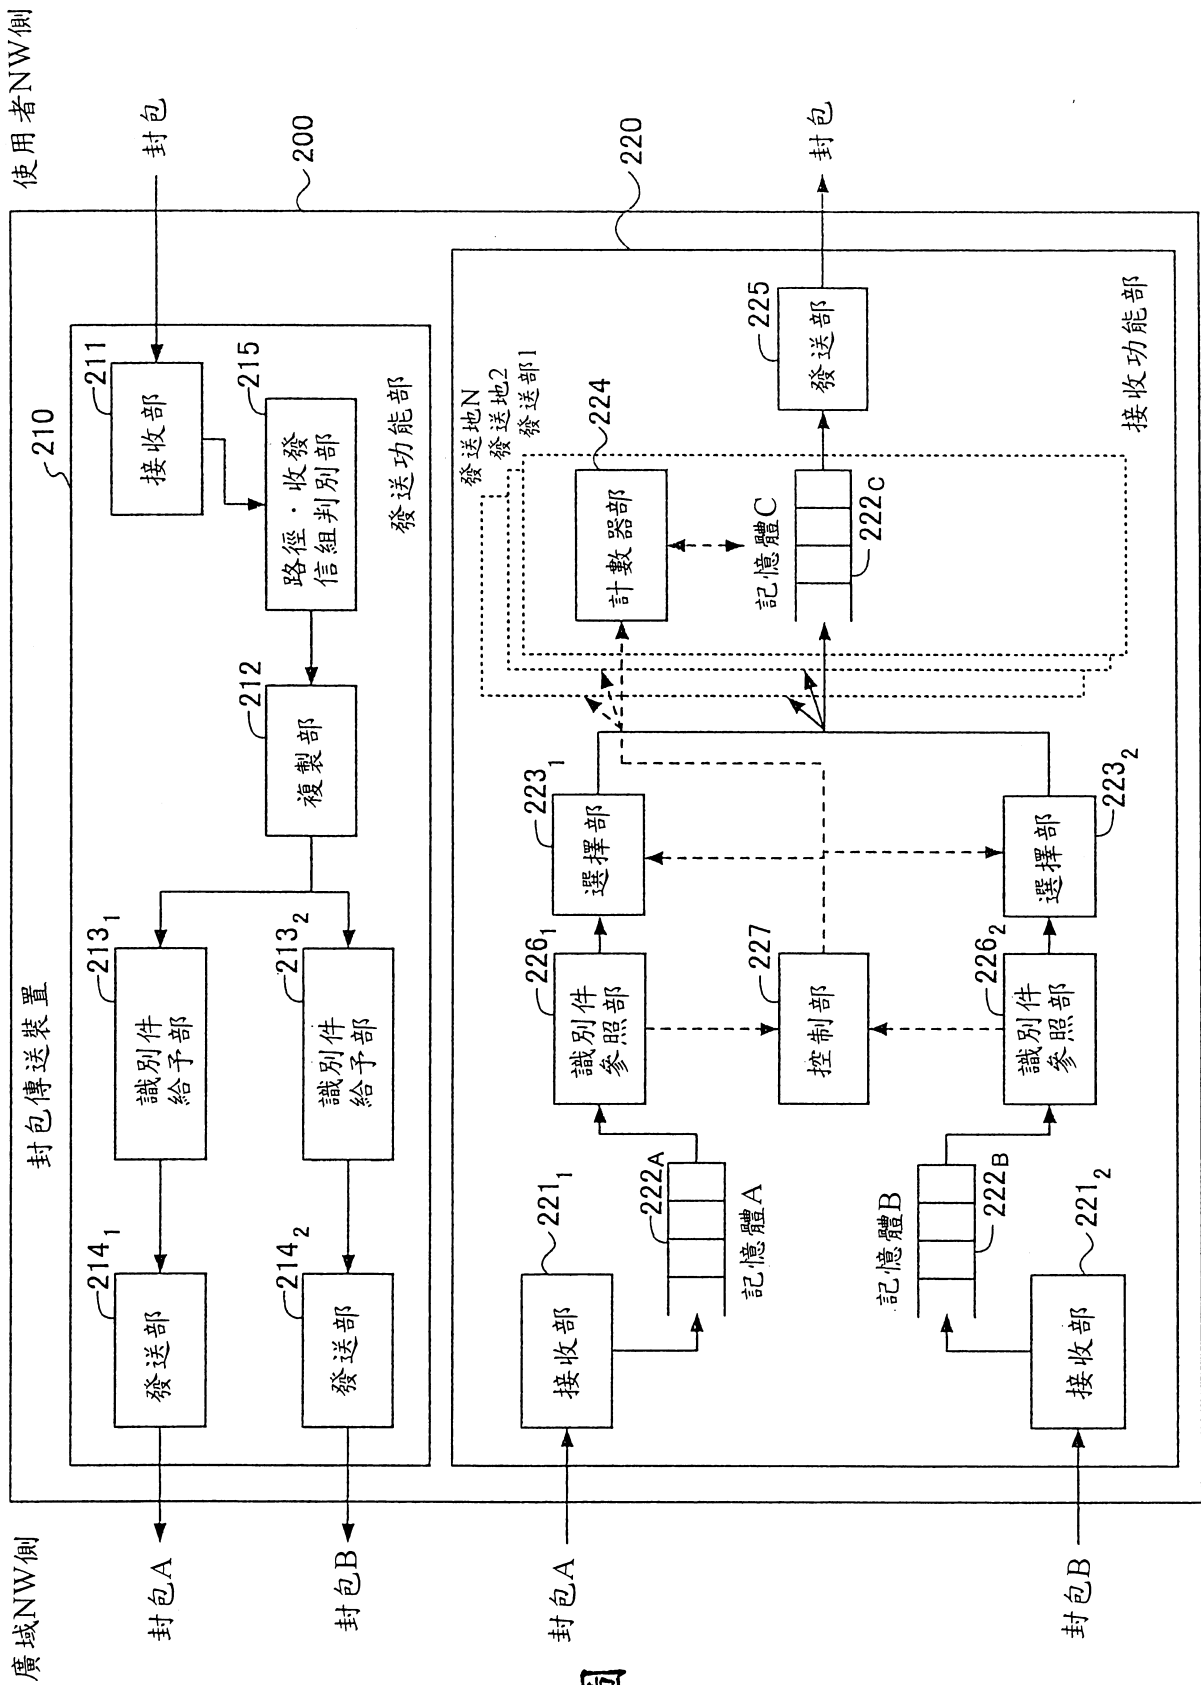 廣域NW側
使用者NW側
封包傳送裝置
200
210
發送功能部
封包
接收部
211
路徑·收發
信組判別部
215
複製部
212
識別件
給予部
213₁
識別件
給予部
213₂
發送部
214₁
發送部
214₂
封包A
封包B
220
接收功能部
封包A
接收部
221₁
記憶體A
222A
識別件
參照部
226₁
選擇部
223₁
控制部
227
封包B
接收部
221₂
記憶體B
222B
識別件
參照部
226₂
選擇部
223₂
發送地N
發送地2
發送部1
計數器部
224
記憶體C
222C
發送部
225
封包